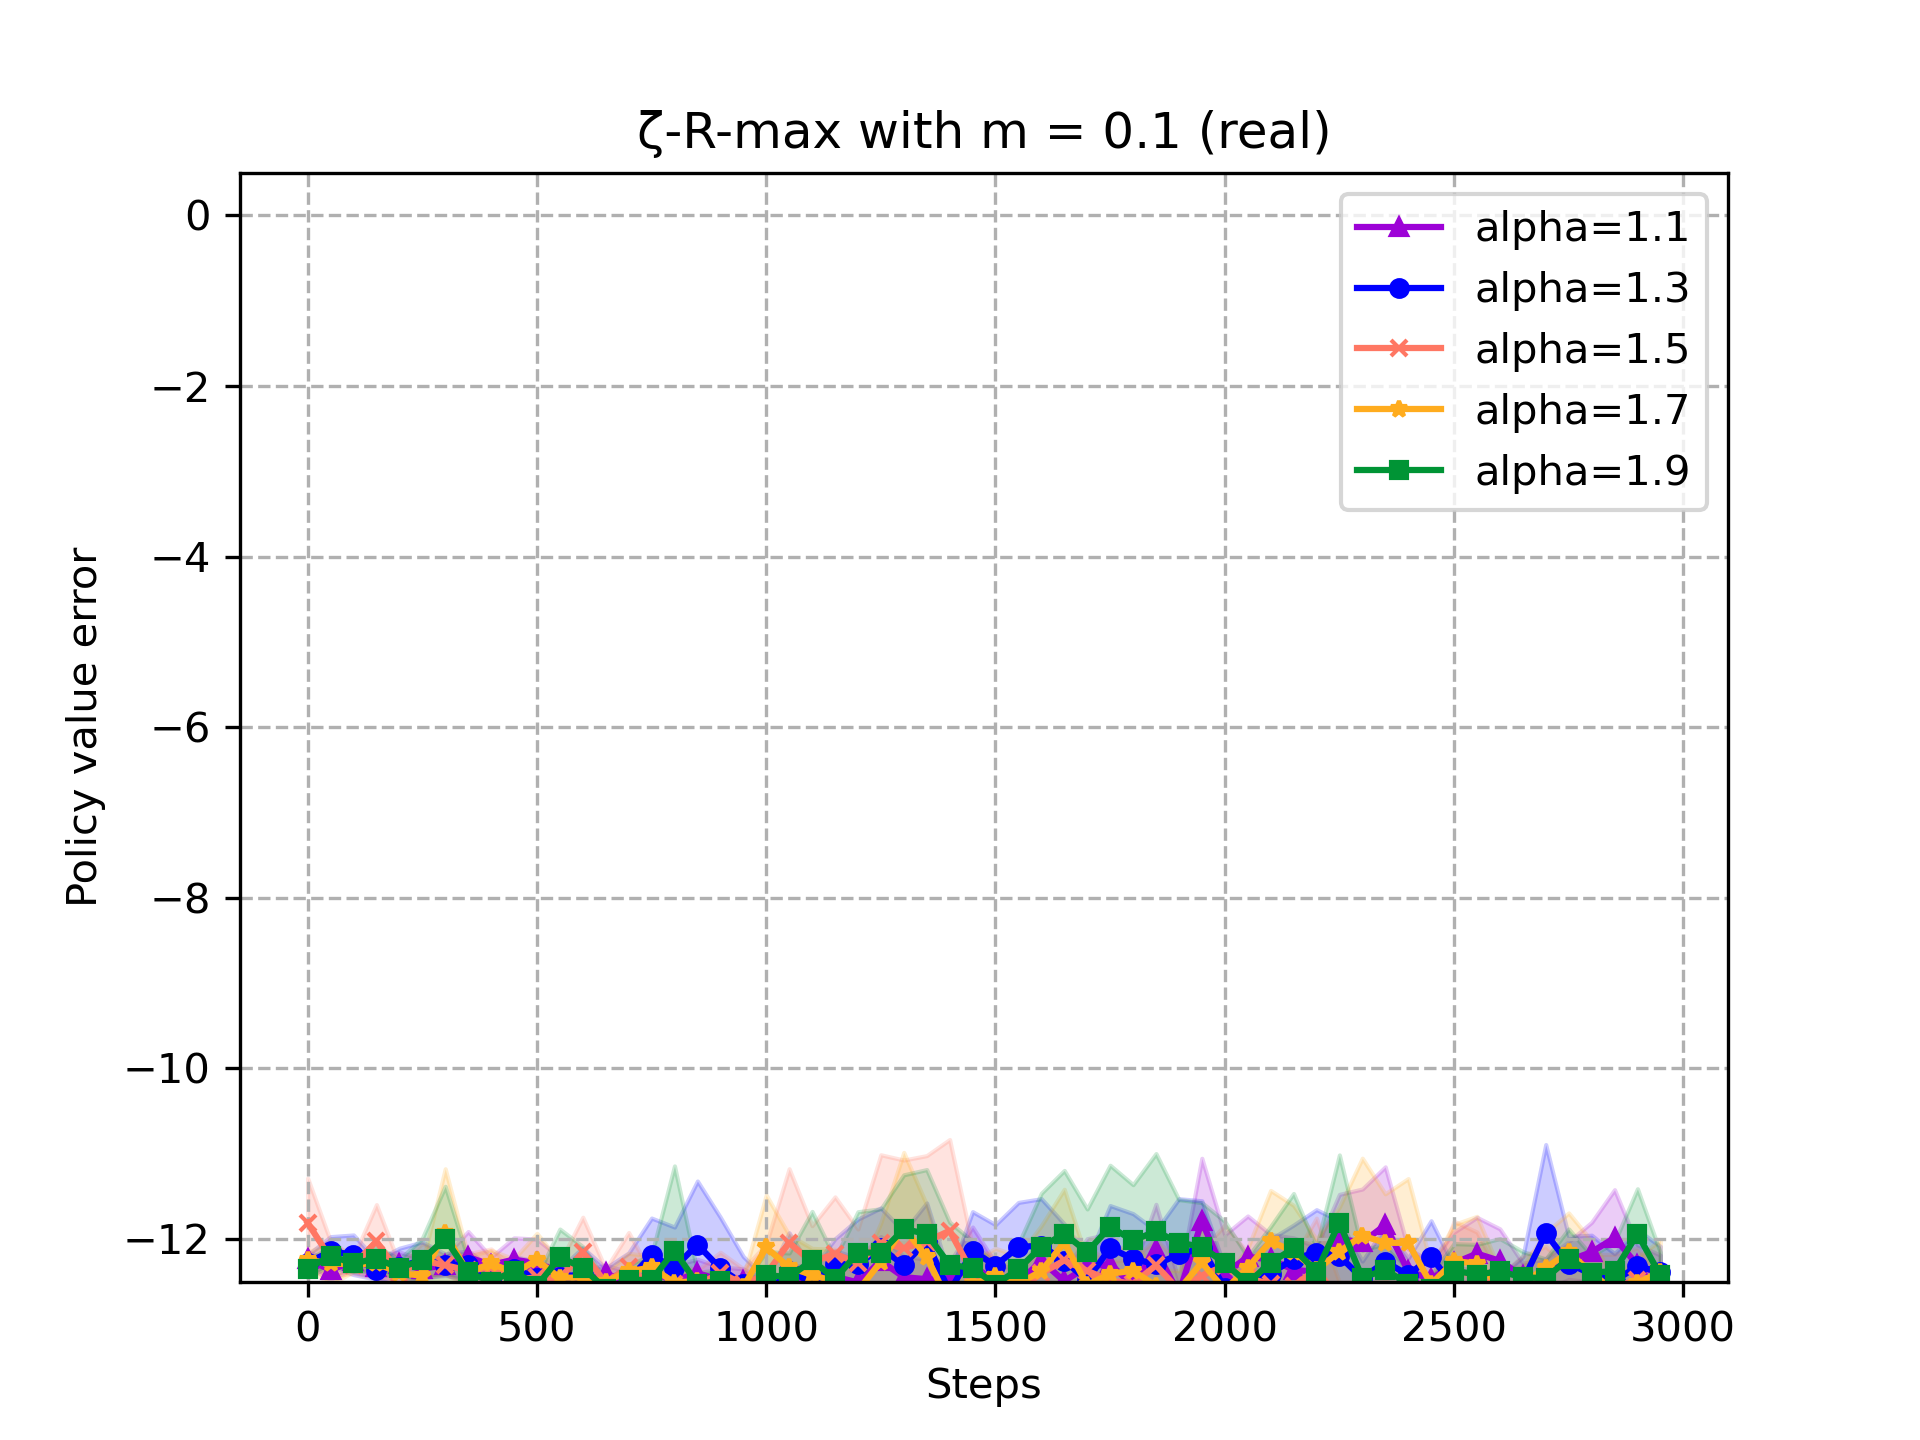 ζ-R-max with m = 0.1 (real)
0
−2
−4
−6
−8
−10
−12
Policy value error
alpha=1.1
alpha=1.3
alpha=1.5
alpha=1.7
alpha=1.9
0 500 1000 1500 2000 2500 3000
Steps